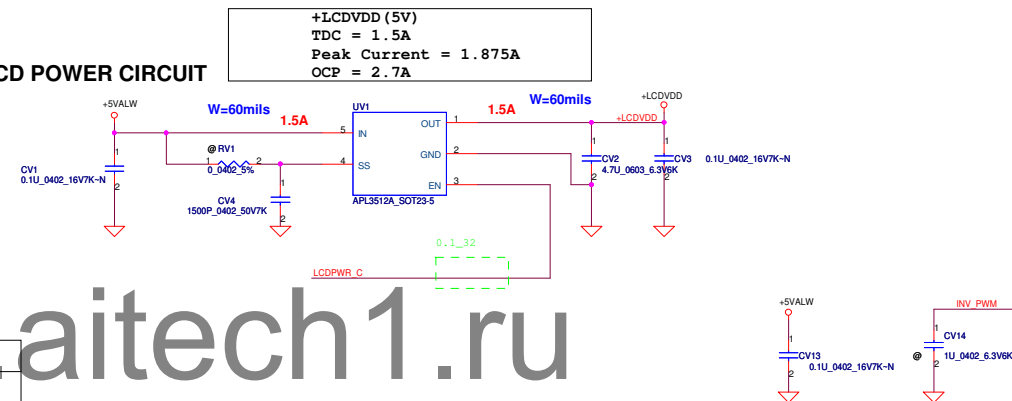 +LCDVDD(5V)
TDC = 1.5A
Peak Current = 1.875A
OCP = 2.7A
CD POWER CIRCUIT
+5VALW
W=60mils
1.5A
UV1
1.5A
W=60mils
+LCDVDD
5 IN
OUT 1
+LCDVDD
@ RV1
1 2
0_0402_5%
4 SS
GND 2
EN 3
APL3512A_SOT23-5
1
CV1
0.1U_0402_16V7K~N
2
1
CV4
1500P_0402_50V7K
2
1
CV2
4.7U_0603_6.3V6K
2
1
CV3
0.1U_0402_16V7K~N
2
0.1_32
LCDPWR_C
aitech1.ru
+5VALW
1
CV13
0.1U_0402_16V7K~N
2
INV_PWM
1
CV14
@
1U_0402_6.3V6K
2